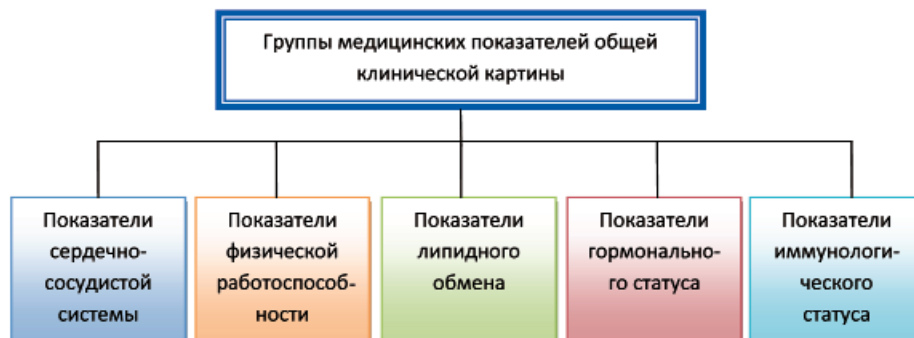 Группы медицинских показателей общей
клинической картины
Показатели
сердечно-
сосудистой
системы
Показатели
физической
работоспособ-
ности
Показатели
липидного
обмена
Показатели
гормонально-
го статуса
Показатели
иммунологи-
ческого
статуса